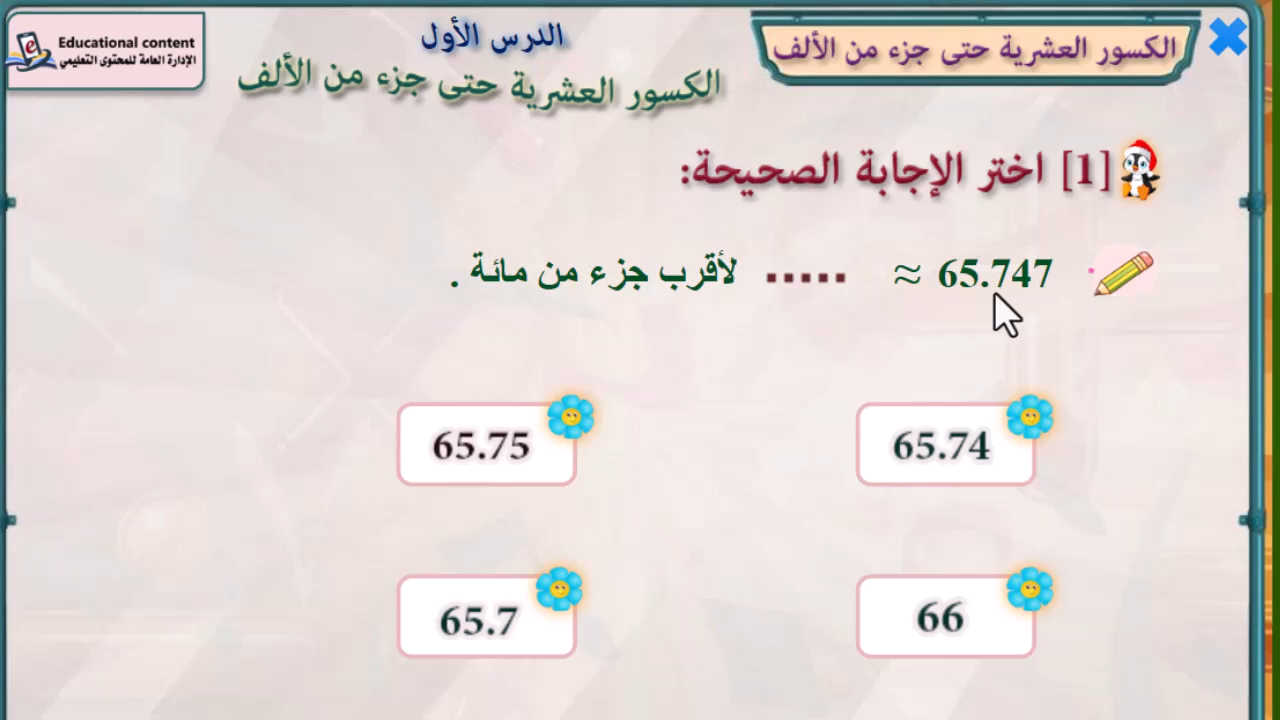 Educational content
الإدارة العامة للمحتوى التعليمي
الدرس الأول
الكسور العشرية حتى جزء من الألف
الكسور العشرية حتى جزء من الألف
[1] اختر الإجابة الصحيحة:
65.747 ≈ ..... لأقرب جزء من مائة .
65.74
65.75
66
65.7